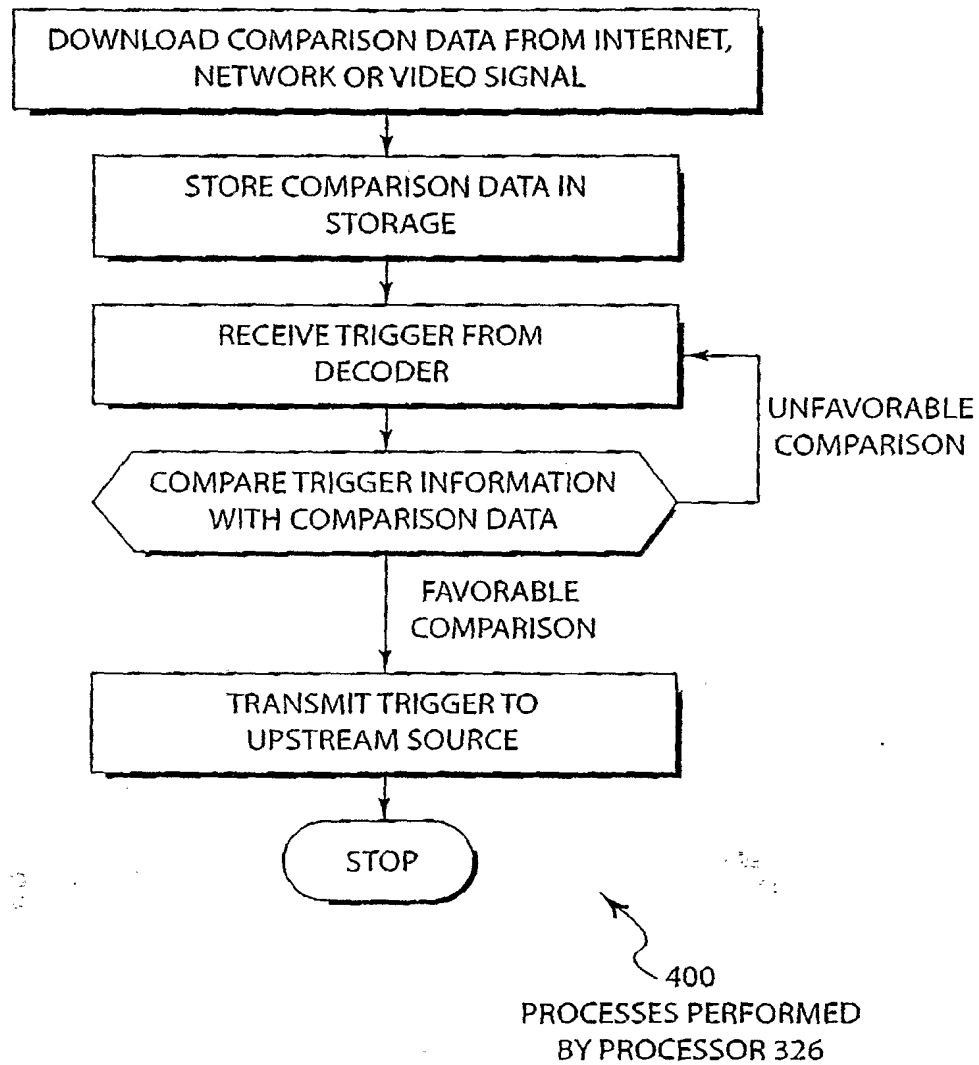 DOWNLOAD COMPARISON DATA FROM INTERNET,
NETWORK OR VIDEO SIGNAL
STORE COMPARISON DATA IN
STORAGE
RECEIVE TRIGGER FROM
DECODER
UNFAVORABLE
COMPARISON
COMPARE TRIGGER INFORMATION
WITH COMPARISON DATA
FAVORABLE
COMPARISON
TRANSMIT TRIGGER TO
UPSTREAM SOURCE
STOP
400
PROCESSES PERFORMED
BY PROCESSOR 326